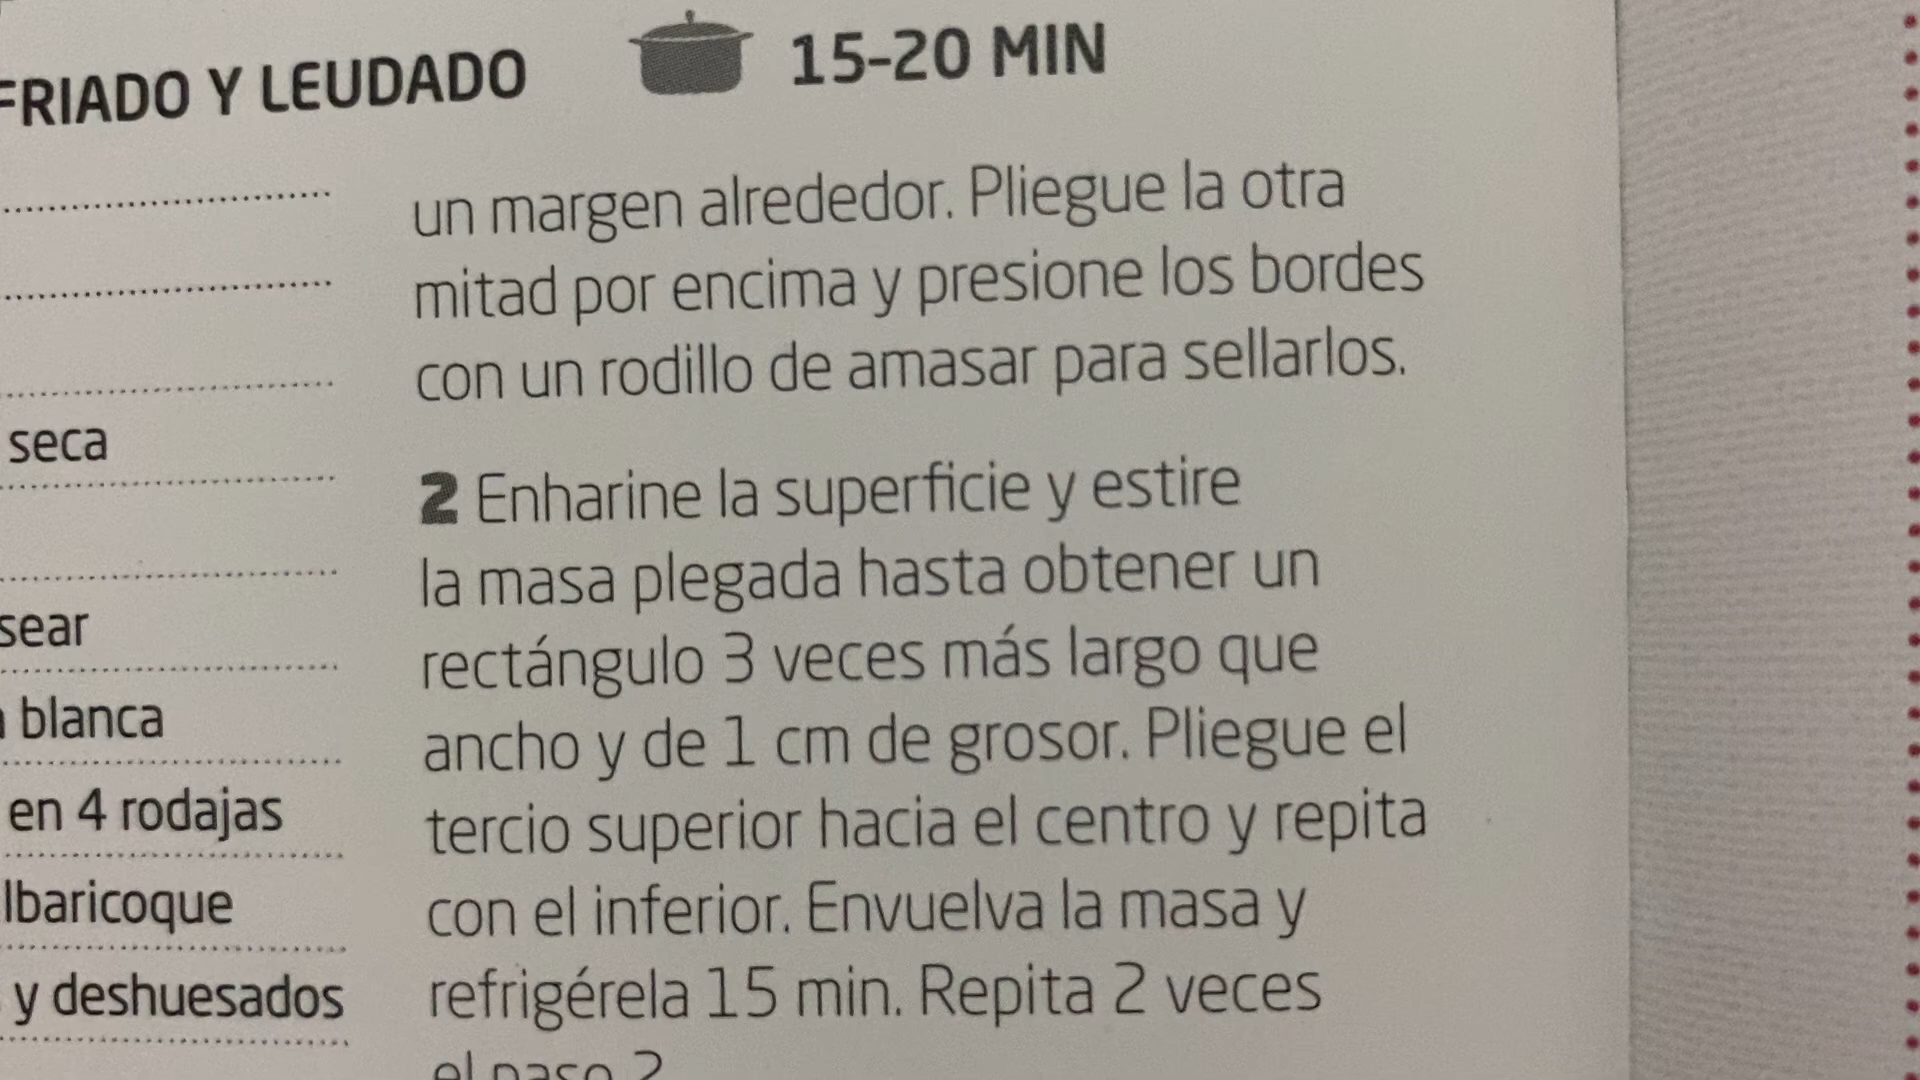 Y LEUDADO
15-20 MIN
seca
blanca
en 4 rodajas
y deshuesados
un margen alrededor. Pliegue la otra
mitad por encima y presione los bordes
con un rodillo de amasar para sellarlos.
2 Enharine la superficie y estire
la masa plegada hasta obtener un
rectángulo 3 veces más largo que
ancho y de 1 cm de grosor. Pliegue el
tercio superior hacia el centro y repita
con el inferior. Envuelva la masa y
refrigérela 15 min. Repita 2 veces
el paso 2